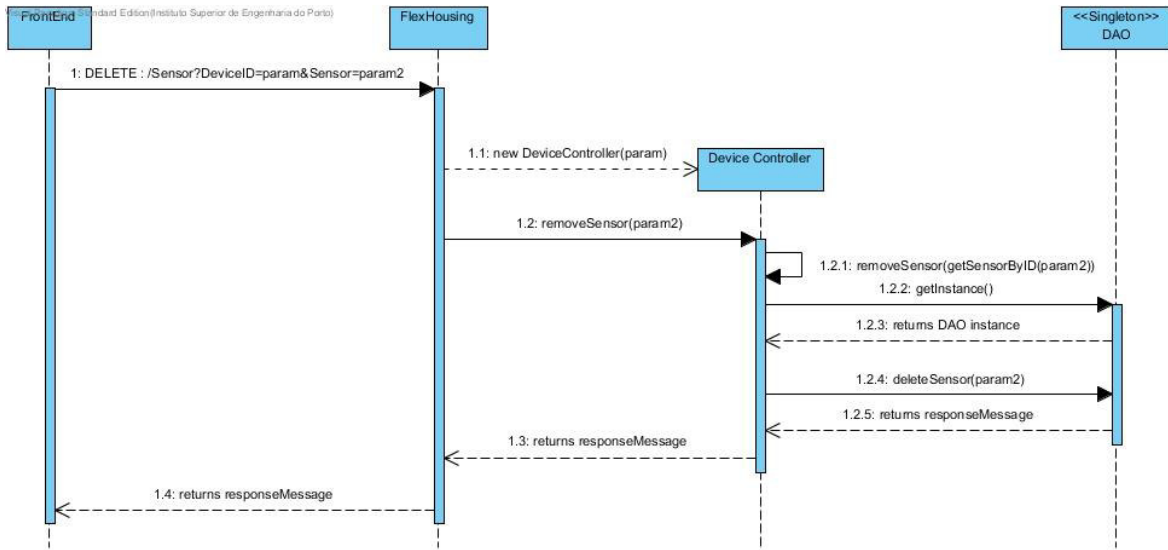 Standard Edition(Instituto Superior de Engenharia do Porto)
FrontEnd
FlexHousing
<<Singleton>>
DAO
1: DELETE : /Sensor?DeviceID=param&Sensor=param2
1.1: new DeviceController(param)
Device Controller
1.2: removeSensor(param2)
1.2.1: removeSensor(getSensorByID(param2))
1.2.2: getInstance()
1.2.3: returns DAO instance
1.2.4: deleteSensor(param2)
1.2.5: returns responseMessage
1.3: returns responseMessage
1.4: returns responseMessage